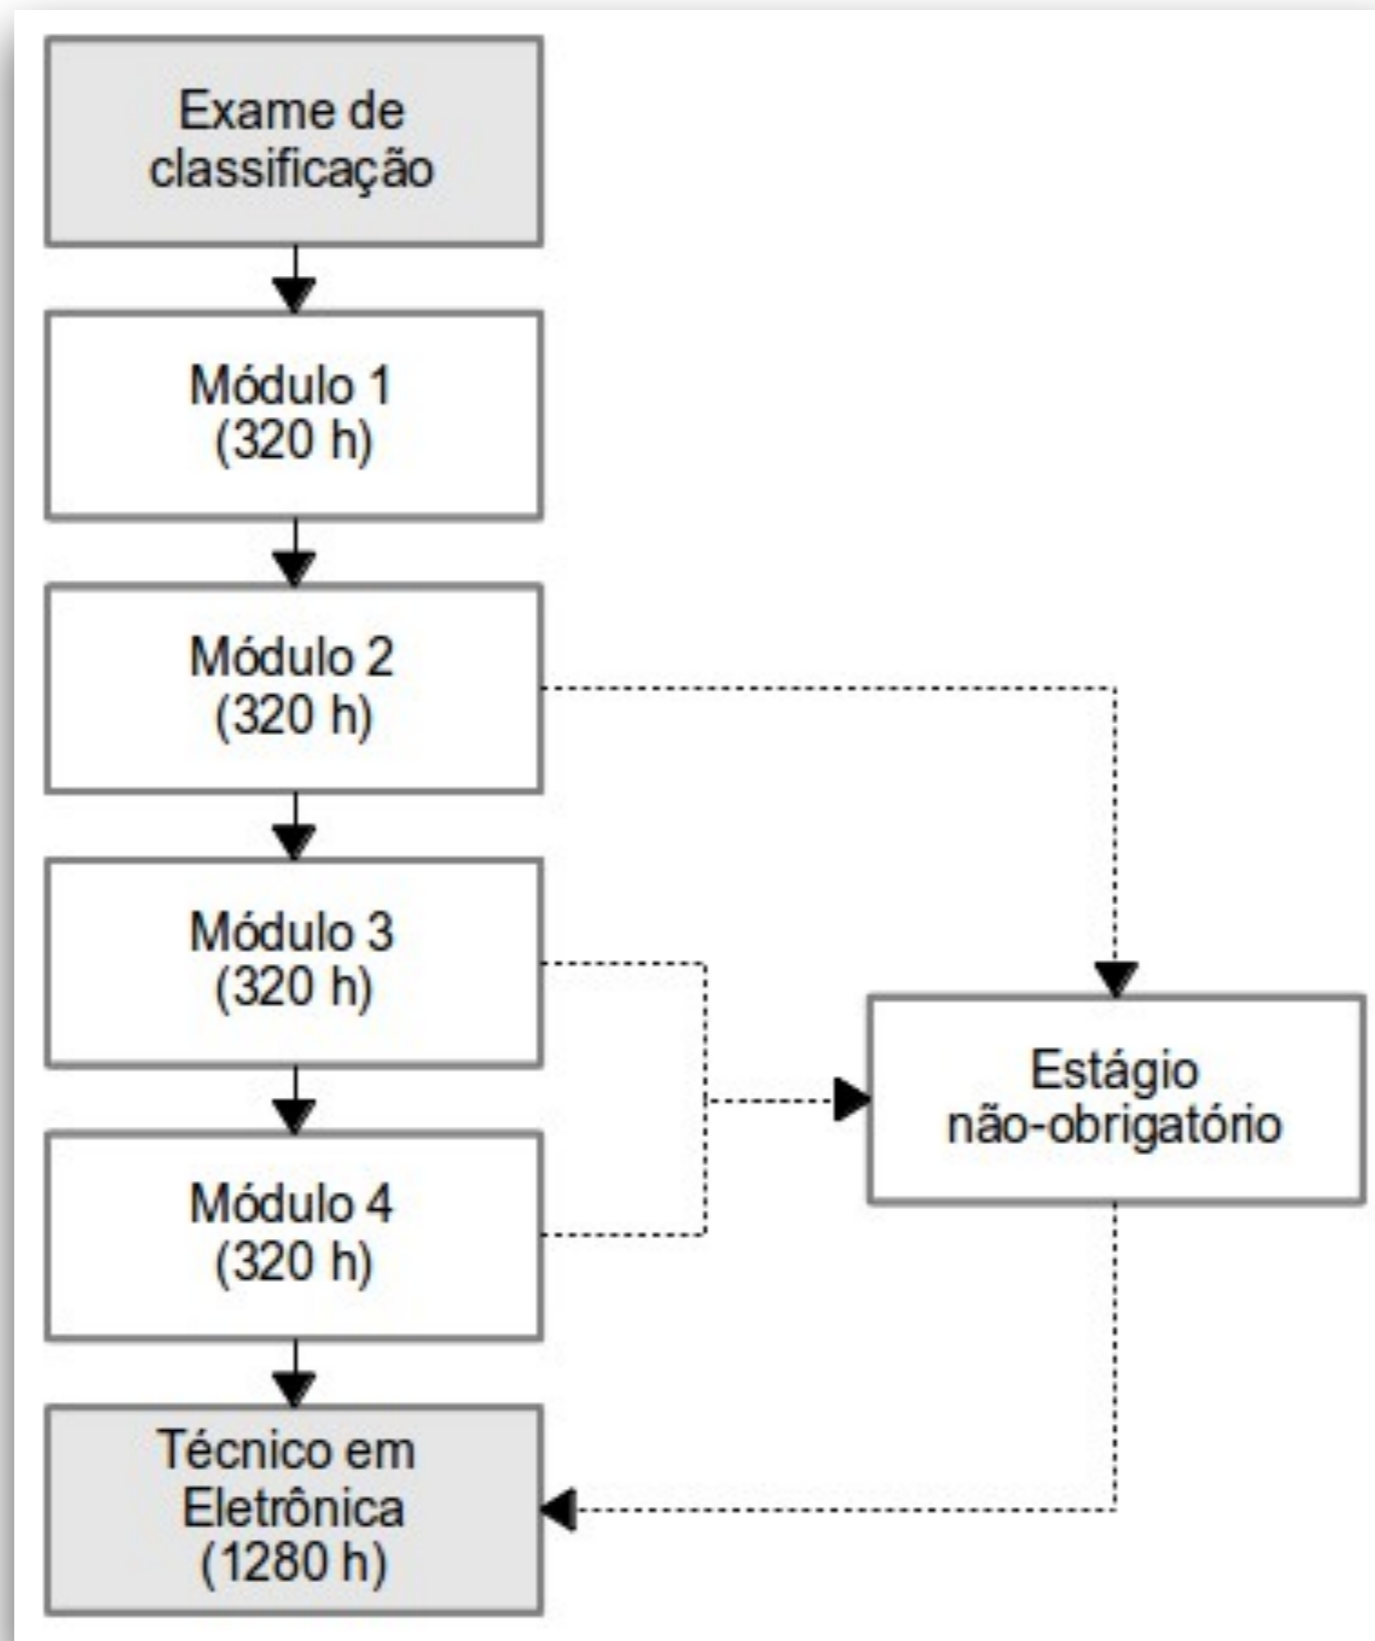 Exame de
classificação
Módulo 1
(320 h)
Módulo 2
(320 h)
Módulo 3
(320 h)
Módulo 4
(320 h)
Estágio
não-obrigatório
Técnico em
Eletrônica
(1280 h)